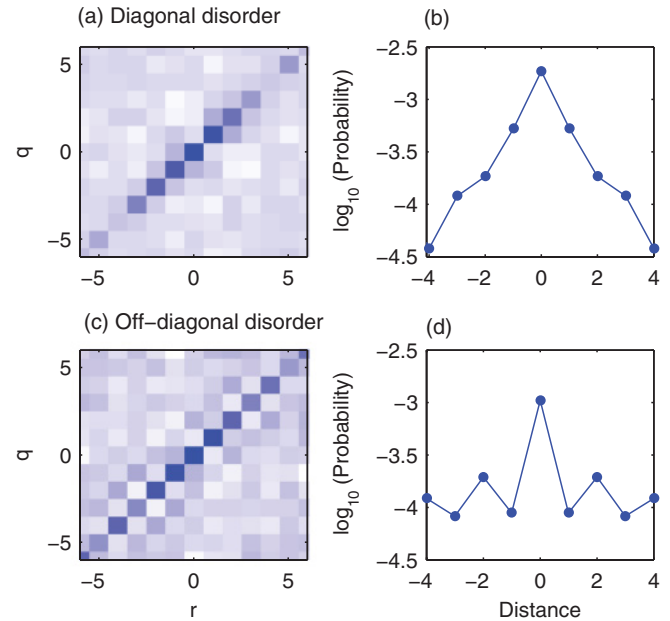 (a) Diagonal disorder
q
5
0
−5
−5 0 5
(b)
log10 (Probability)
−2.5
−3
−3.5
−4
−4.5
−4 −2 0 2 4
(c) Off−diagonal disorder
q
5
0
−5
−5 0 5
r
(d)
log10 (Probability)
−2.5
−3
−3.5
−4
−4.5
−4 −2 0 2 4
Distance